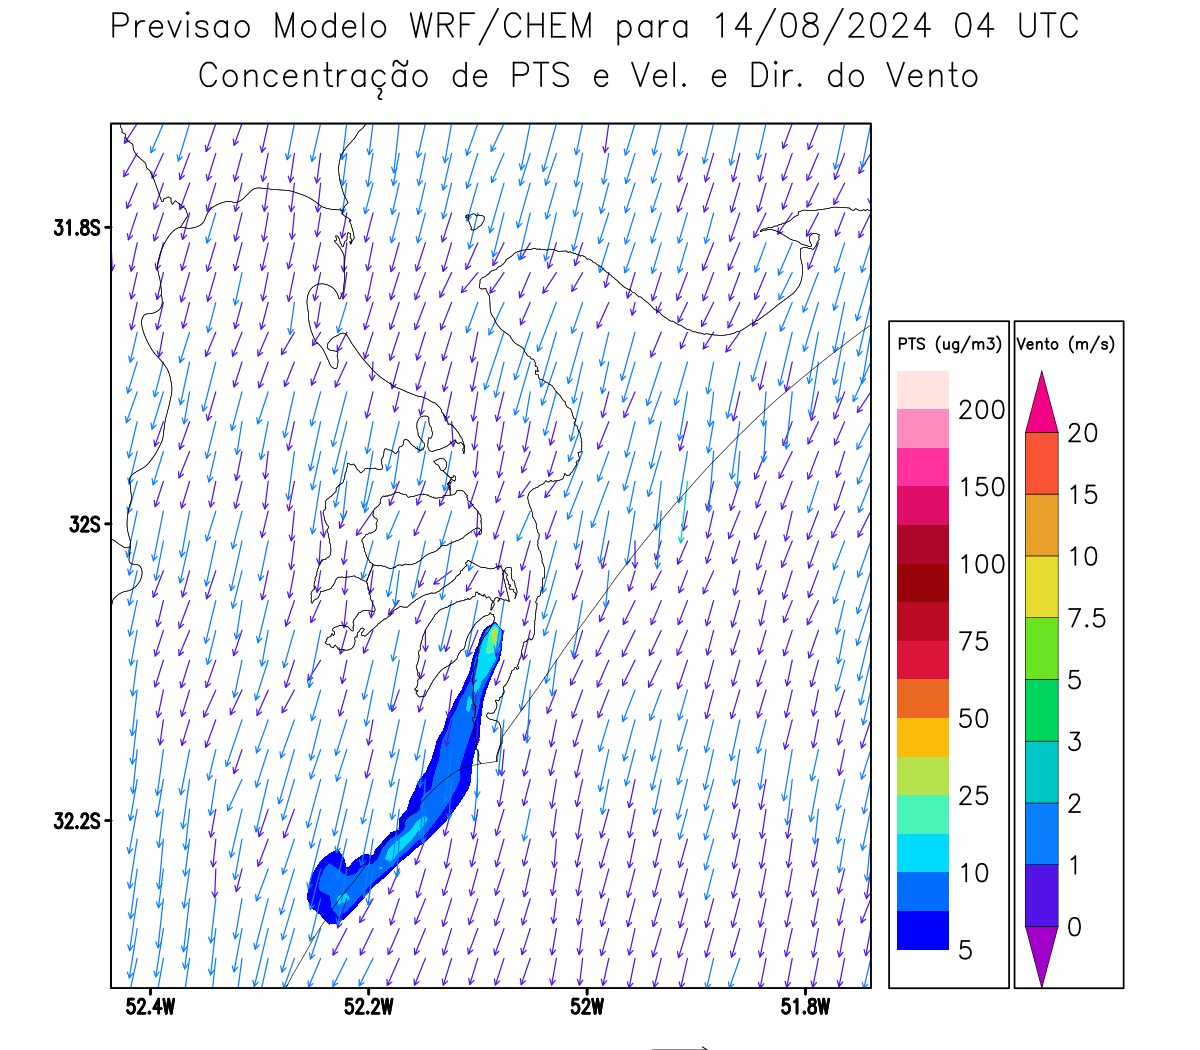 Previsao Modelo WRF/CHEM para 14/08/2024 04 UTC
Concentração de PTS e Vel. e Dir. do Vento
31.8S
32S
32.2S
52.4W 52.2W 52W 51.8W
PTS (ug/m3)
200
150
100
75
50
25
10
5
Vento (m/s)
20
15
10
7.5
5
3
2
1
0